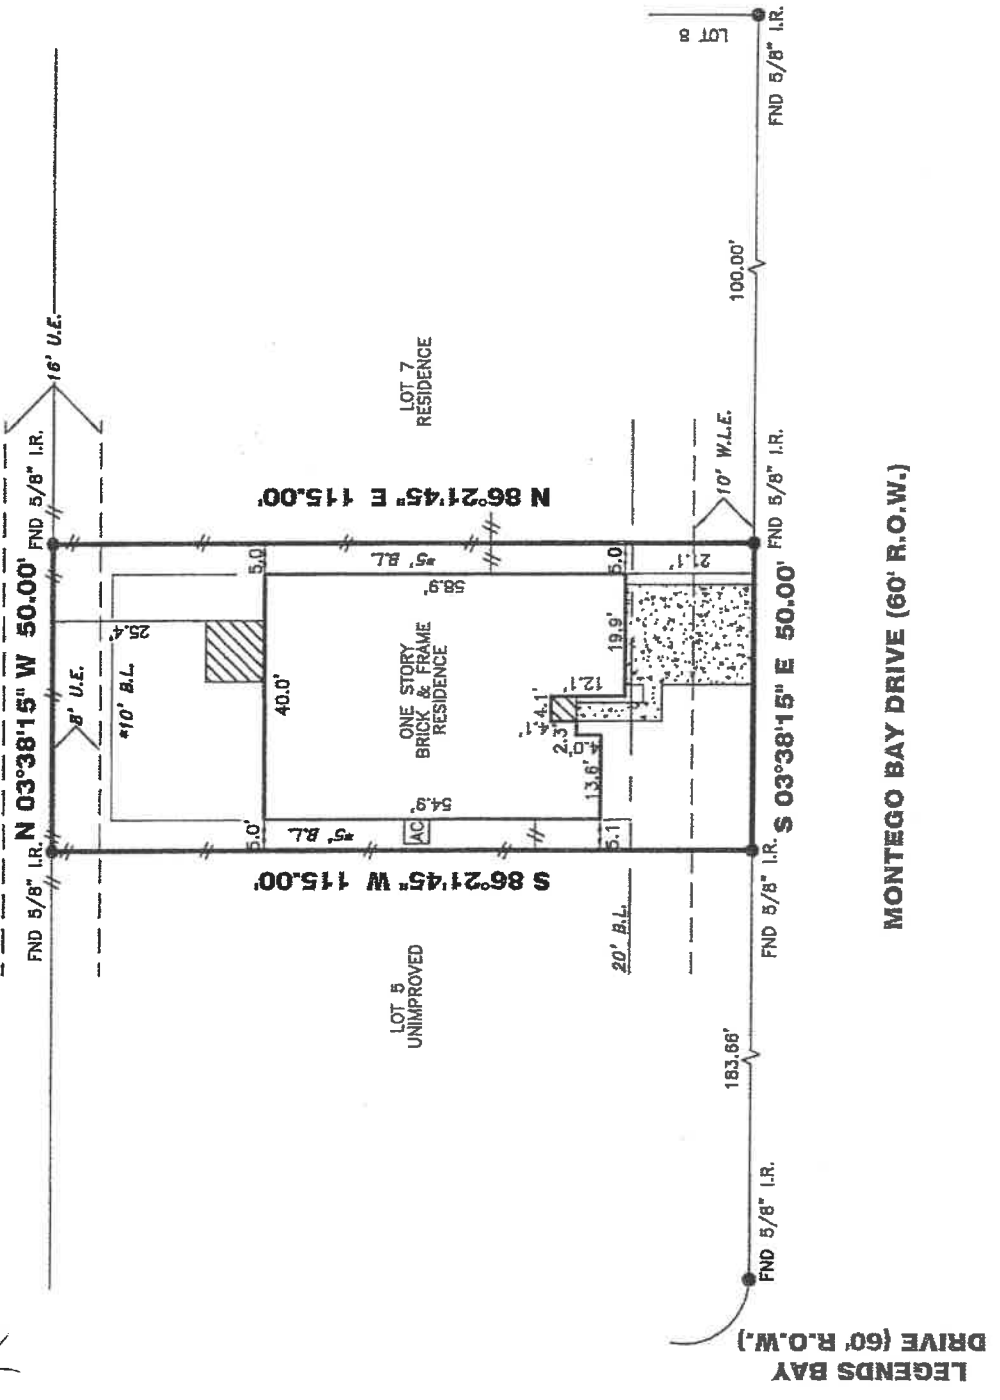 16' U.E.
FND 5/8" I.R.
N 03°38'15" W 50.00'
FND 5/8" I.R.
8' U.E.
*10' B.L.
25.4'
N 86°21'45" E 115.00'
S 86°21'45" W 115.00'
5.0
5.0'
*5' B.L.
*5' B.L.
40.0'
58.9'
54.9'
ONE STORY
BRICK & FRAME
RESIDENCE
AC
LOT 7
RESIDENCE
LOT 5
UNIMPROVED
LOT 8
5.0
5.1
19.9'
12.1'
4.1'
4.1'
2.3'
4.0'
13.6'
21.1'
20' B.L.
10' W.L.E.
FND 5/8" I.R.
100.00'
FND 5/8" I.R.
S 03°38'15" E 50.00'
FND 5/8" I.R.
183.66'
FND 5/8" I.R.
MONTEGO BAY DRIVE (60' R.O.W.)
LEGENDS BAY
DRIVE (60' R.O.W.)